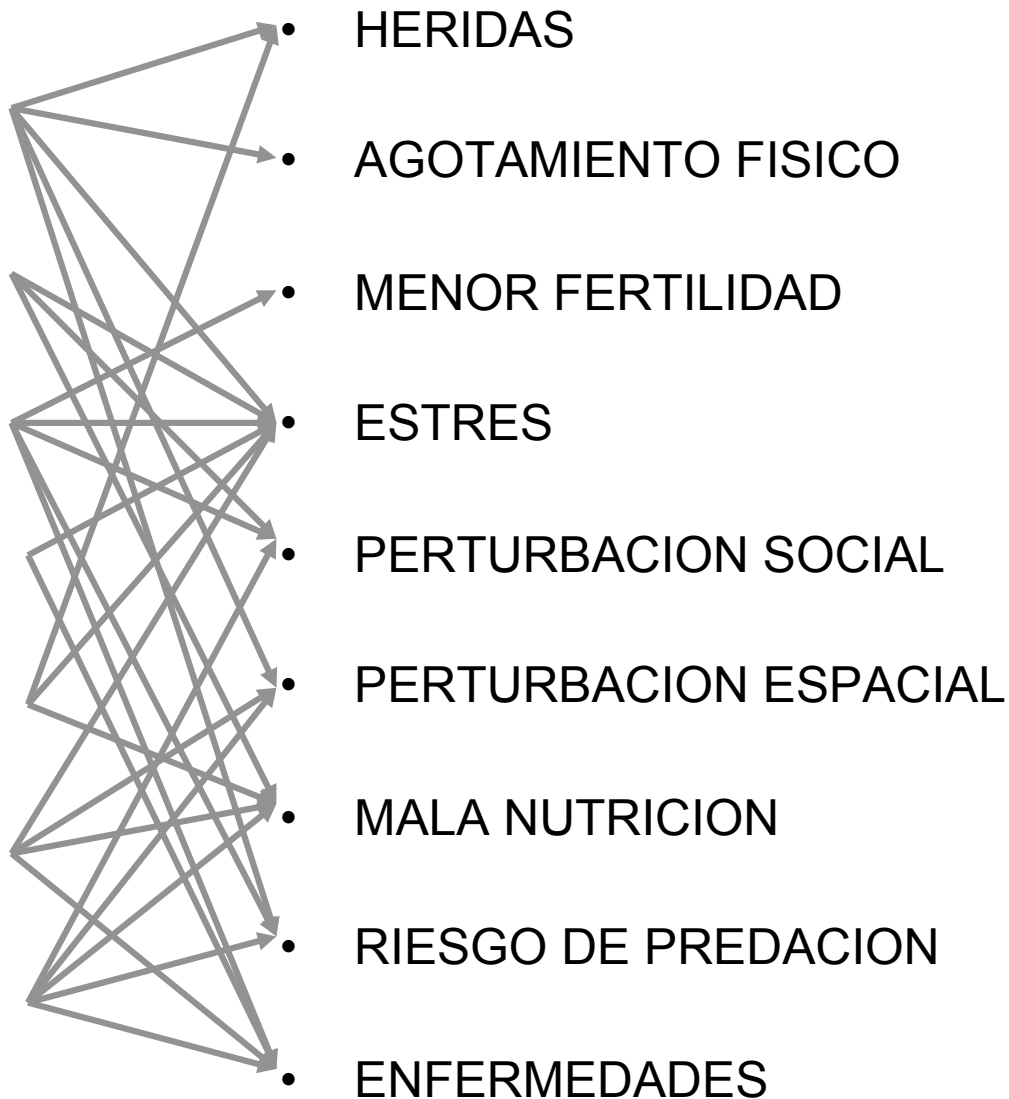 • HERIDAS
• AGOTAMIENTO FISICO
• MENOR FERTILIDAD
• ESTRES
• PERTURBACION SOCIAL
• PERTURBACION ESPACIAL
• MALA NUTRICION
• RIESGO DE PREDACION
• ENFERMEDADES